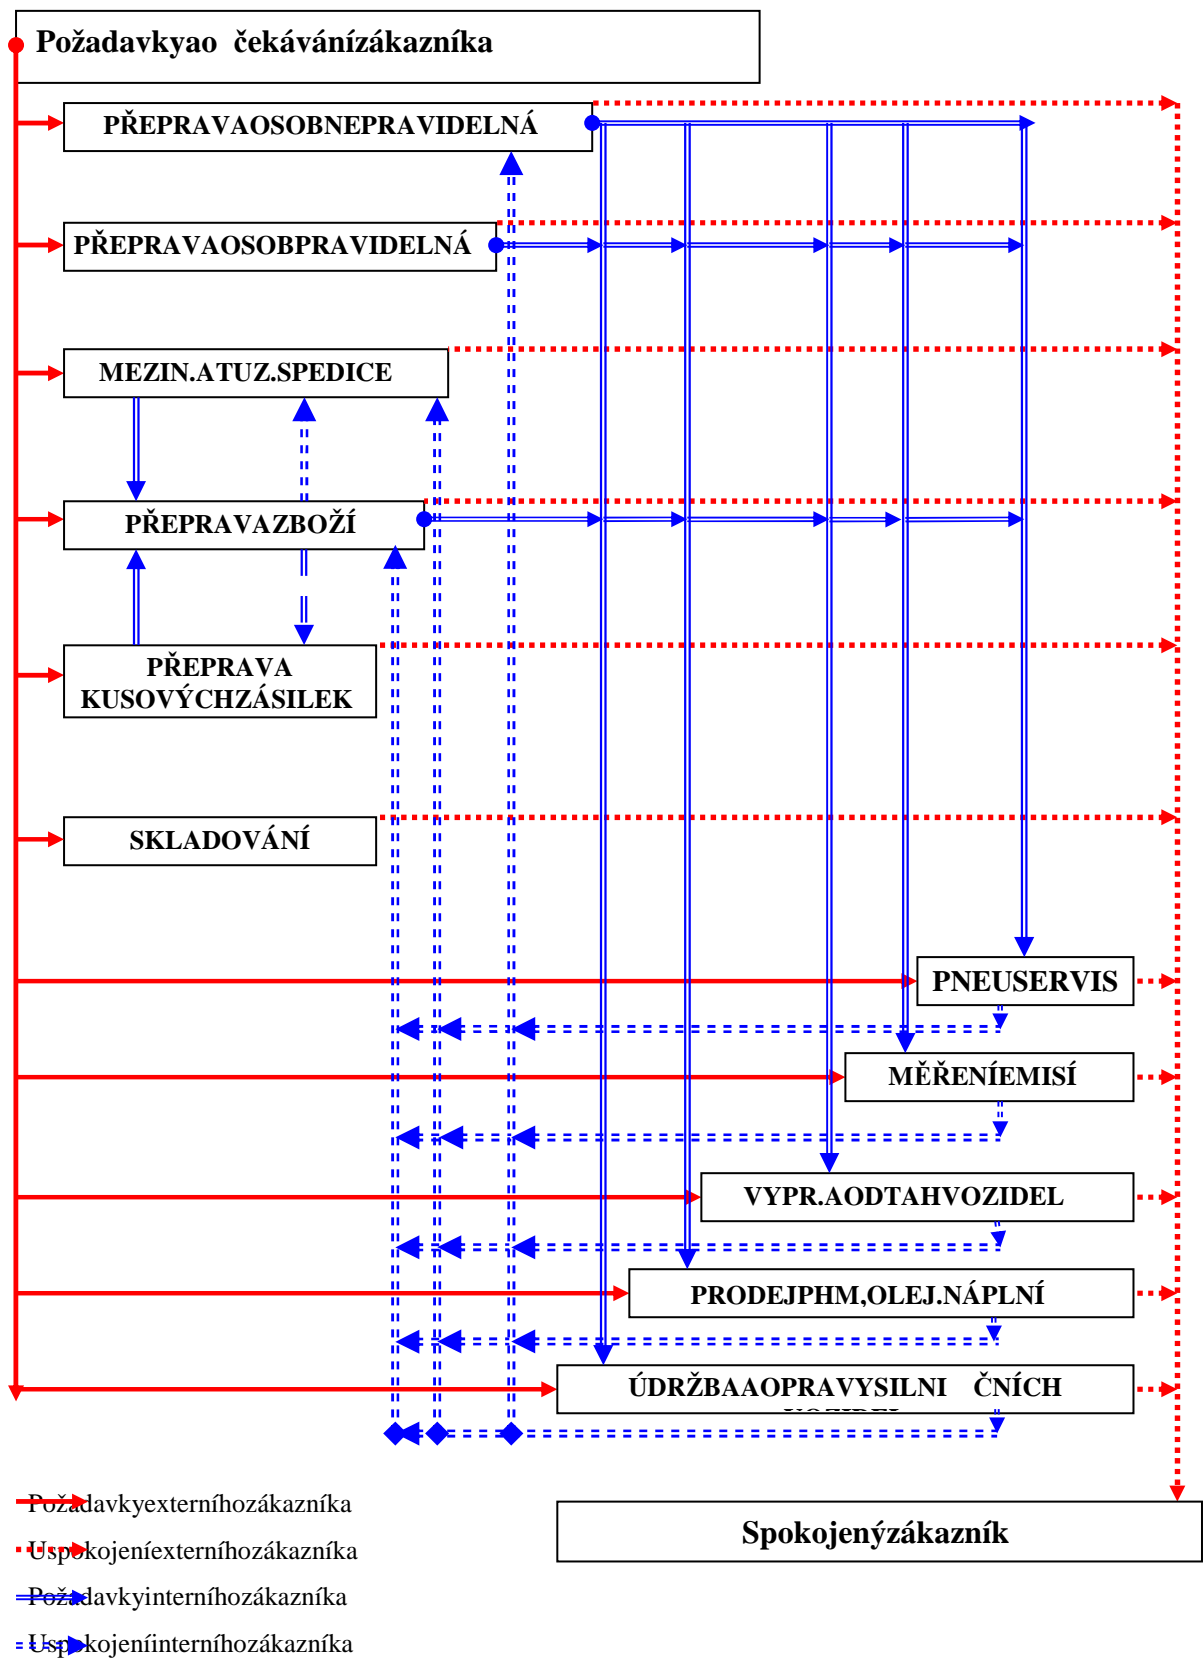 Požadavkyao čekávánízákazníka
PŘEPRAVAOSOBNEPRAVIDELNÁ
PŘEPRAVAOSOBPRAVIDELNÁ
MEZIN.ATUZ.SPEDICE
PŘEPRAVAZBOŽÍ
PŘEPRAVA
KUSOVÝCHZÁSILEK
SKLADOVÁNÍ
PNEUSERVIS
MĚŘENÍEMISÍ
VYPR.AODTAHVOZIDEL
PRODEJPHM,OLEJ.NÁPLNÍ
ÚDRŽBAAOPRAVYSILNI ČNÍCH
Spokojenýzákazník
Požadavkyexterníhozákazníka
Uspokojeníexterníhozákazníka
Požadavkyinterníhozákazníka
Uspokojeníinterníhozákazníka